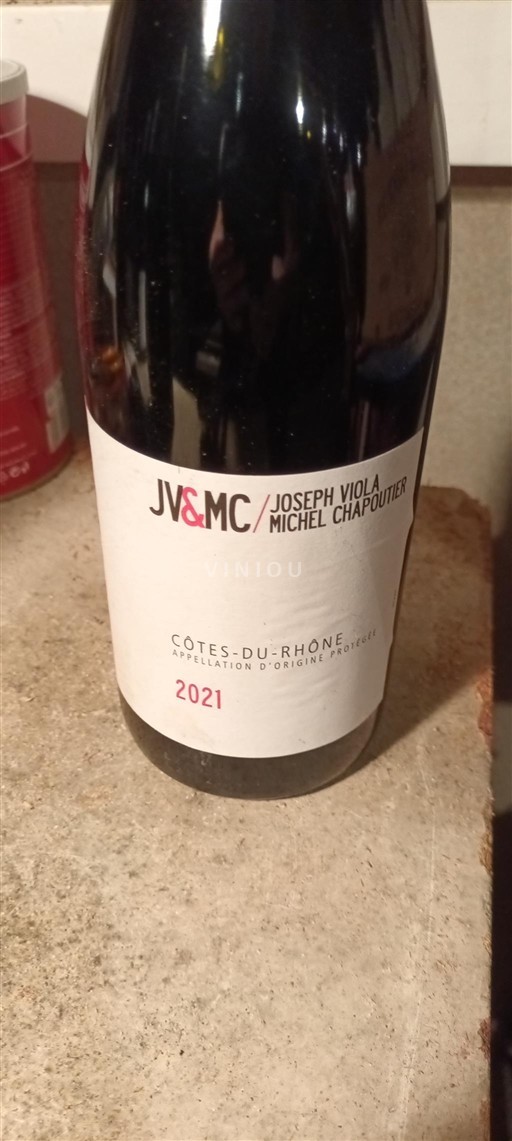 JV&MC / JOSEPH VIOLA
MICHEL CHAPOUTIER
VINIOU
CÔTES-DU-RHÔNE
APPELLATION D'ORIGINE PROTÉGÉE
2021